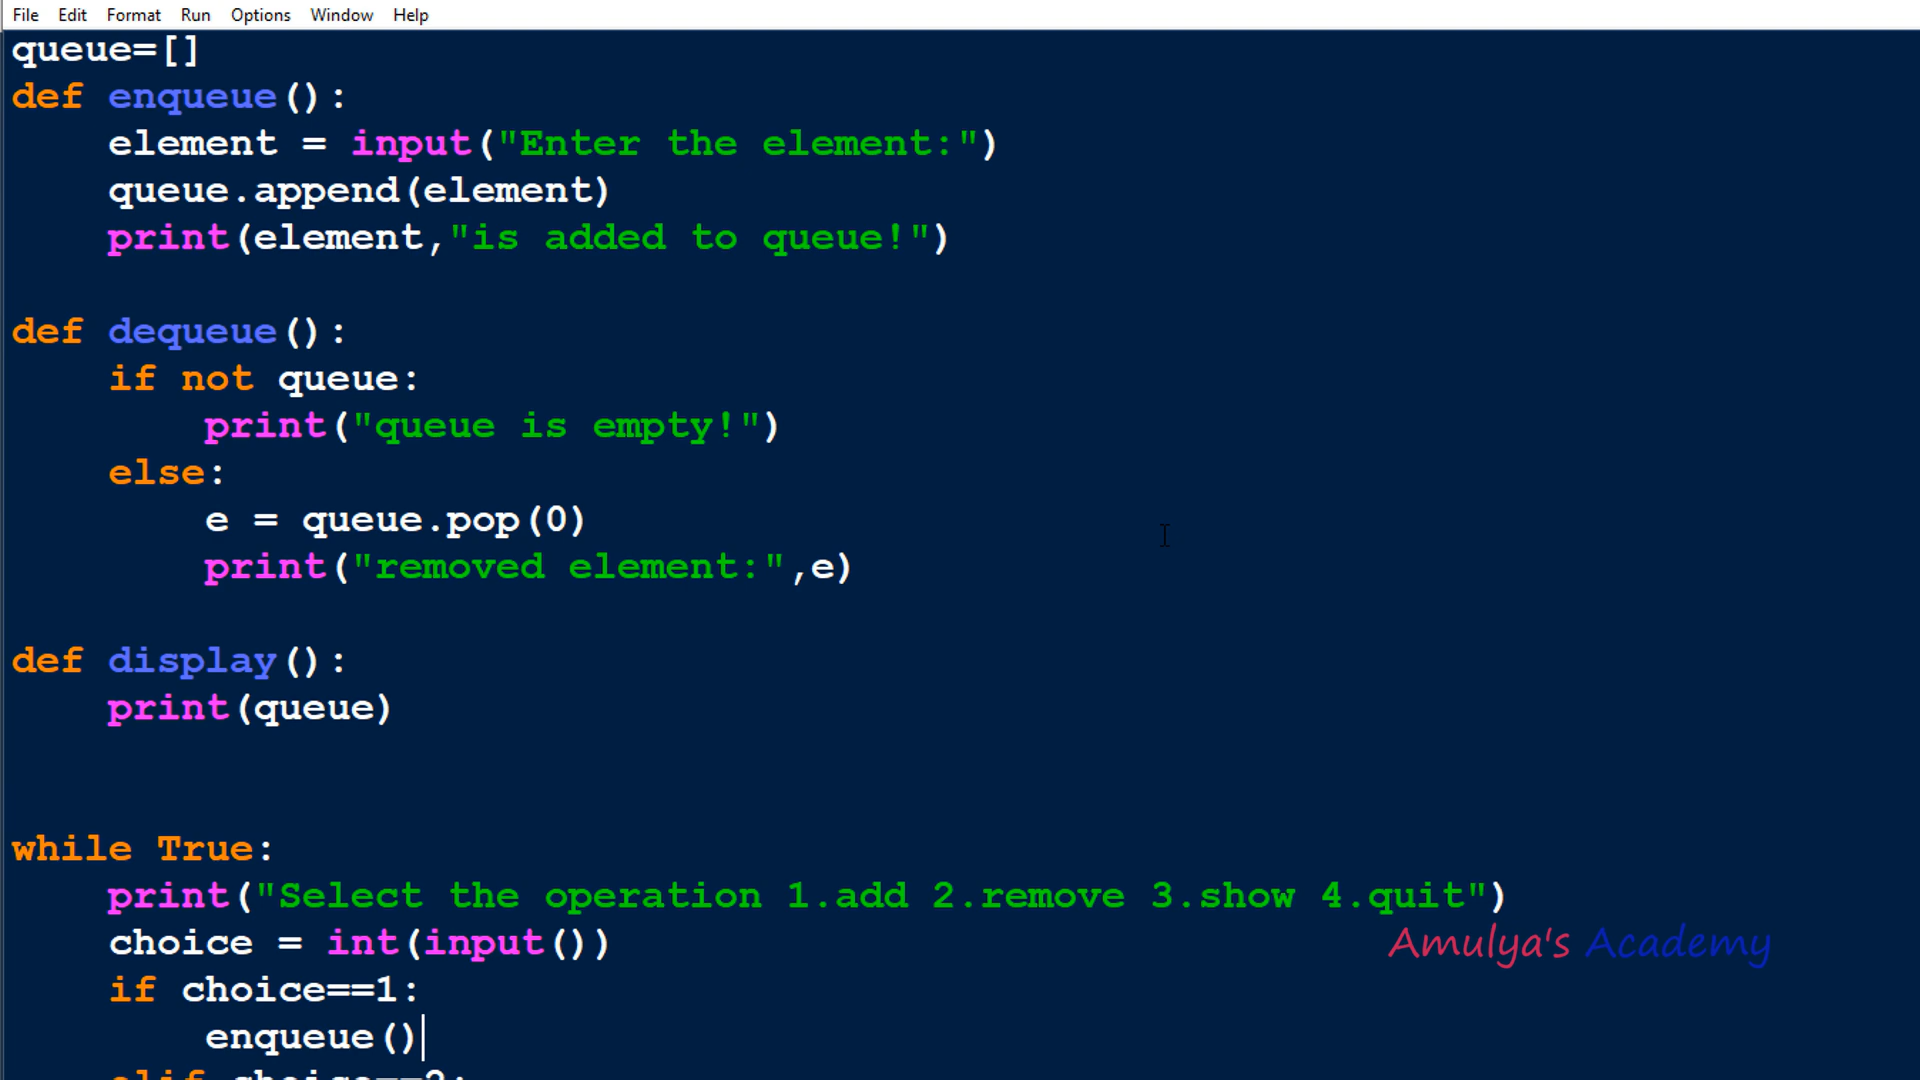 File Edit Format Run Options Window Help
queue=[]
def enqueue():
    element = input("Enter the element:")
    queue.append(element)
    print(element,"is added to queue!")
def dequeue():
    if not queue:
        print("queue is empty!")
    else:
        e = queue.pop(0)
        print("removed element:",e)
def display():
    print(queue)
while True:
    print("Select the operation 1.add 2.remove 3.show 4.quit")
    choice = int(input())
Amulya's Academy
    if choice==1:
        enqueue()
    elif choice==2: